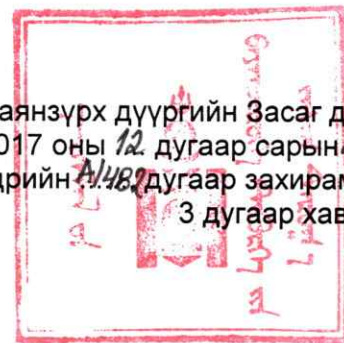 аянзүрх дүүргийн Засаг д
017 оны 12 дугаар сарын
дрийн А/482 дугаар захирам
3 дугаар хав